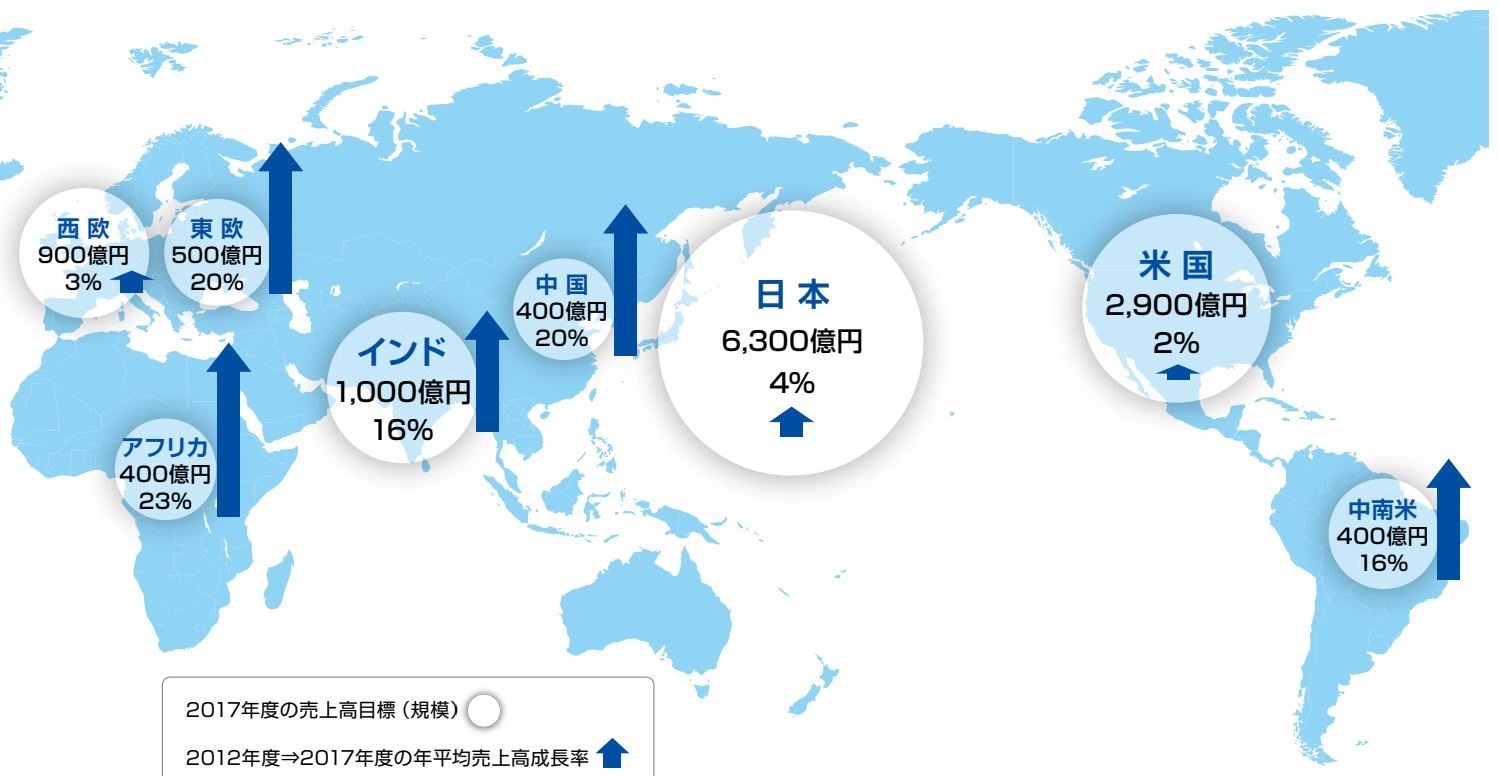 西欧
900億円
3%
東欧
500億円
20%
アフリカ
400億円
23%
インド
1,000億円
16%
中国
400億円
20%
日本
6,300億円
4%
米国
2,900億円
2%
中南米
400億円
16%
2017年度の売上高目標（規模）
2012年度⇒2017年度の年平均売上高成長率